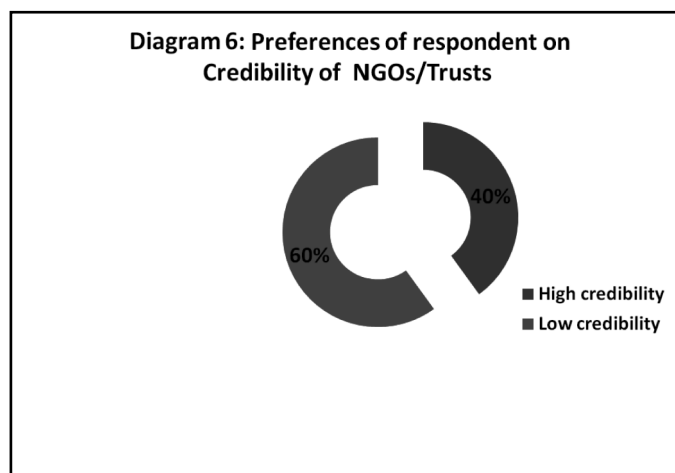 Diagram 6: Preferences of respondent on
Credibility of NGOs/Trusts
40%
60%
High credibility
Low credibility